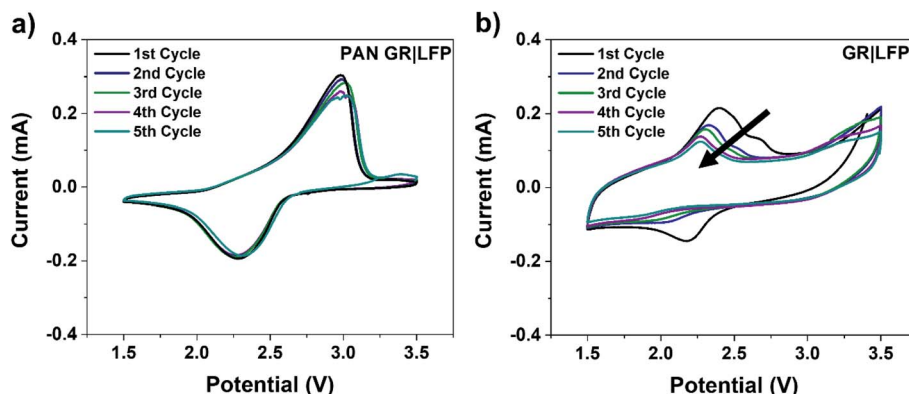 a)
PAN GR|LFP
1st Cycle
2nd Cycle
3rd Cycle
4th Cycle
5th Cycle
Current (mA)
0.4
0.2
0.0
-0.2
-0.4
1.5 2.0 2.5 3.0 3.5
Potential (V)
b)
GR|LFP
1st Cycle
2nd Cycle
3rd Cycle
4th Cycle
5th Cycle
Current (mA)
0.4
0.2
0.0
-0.2
-0.4
1.5 2.0 2.5 3.0 3.5
Potential (V)